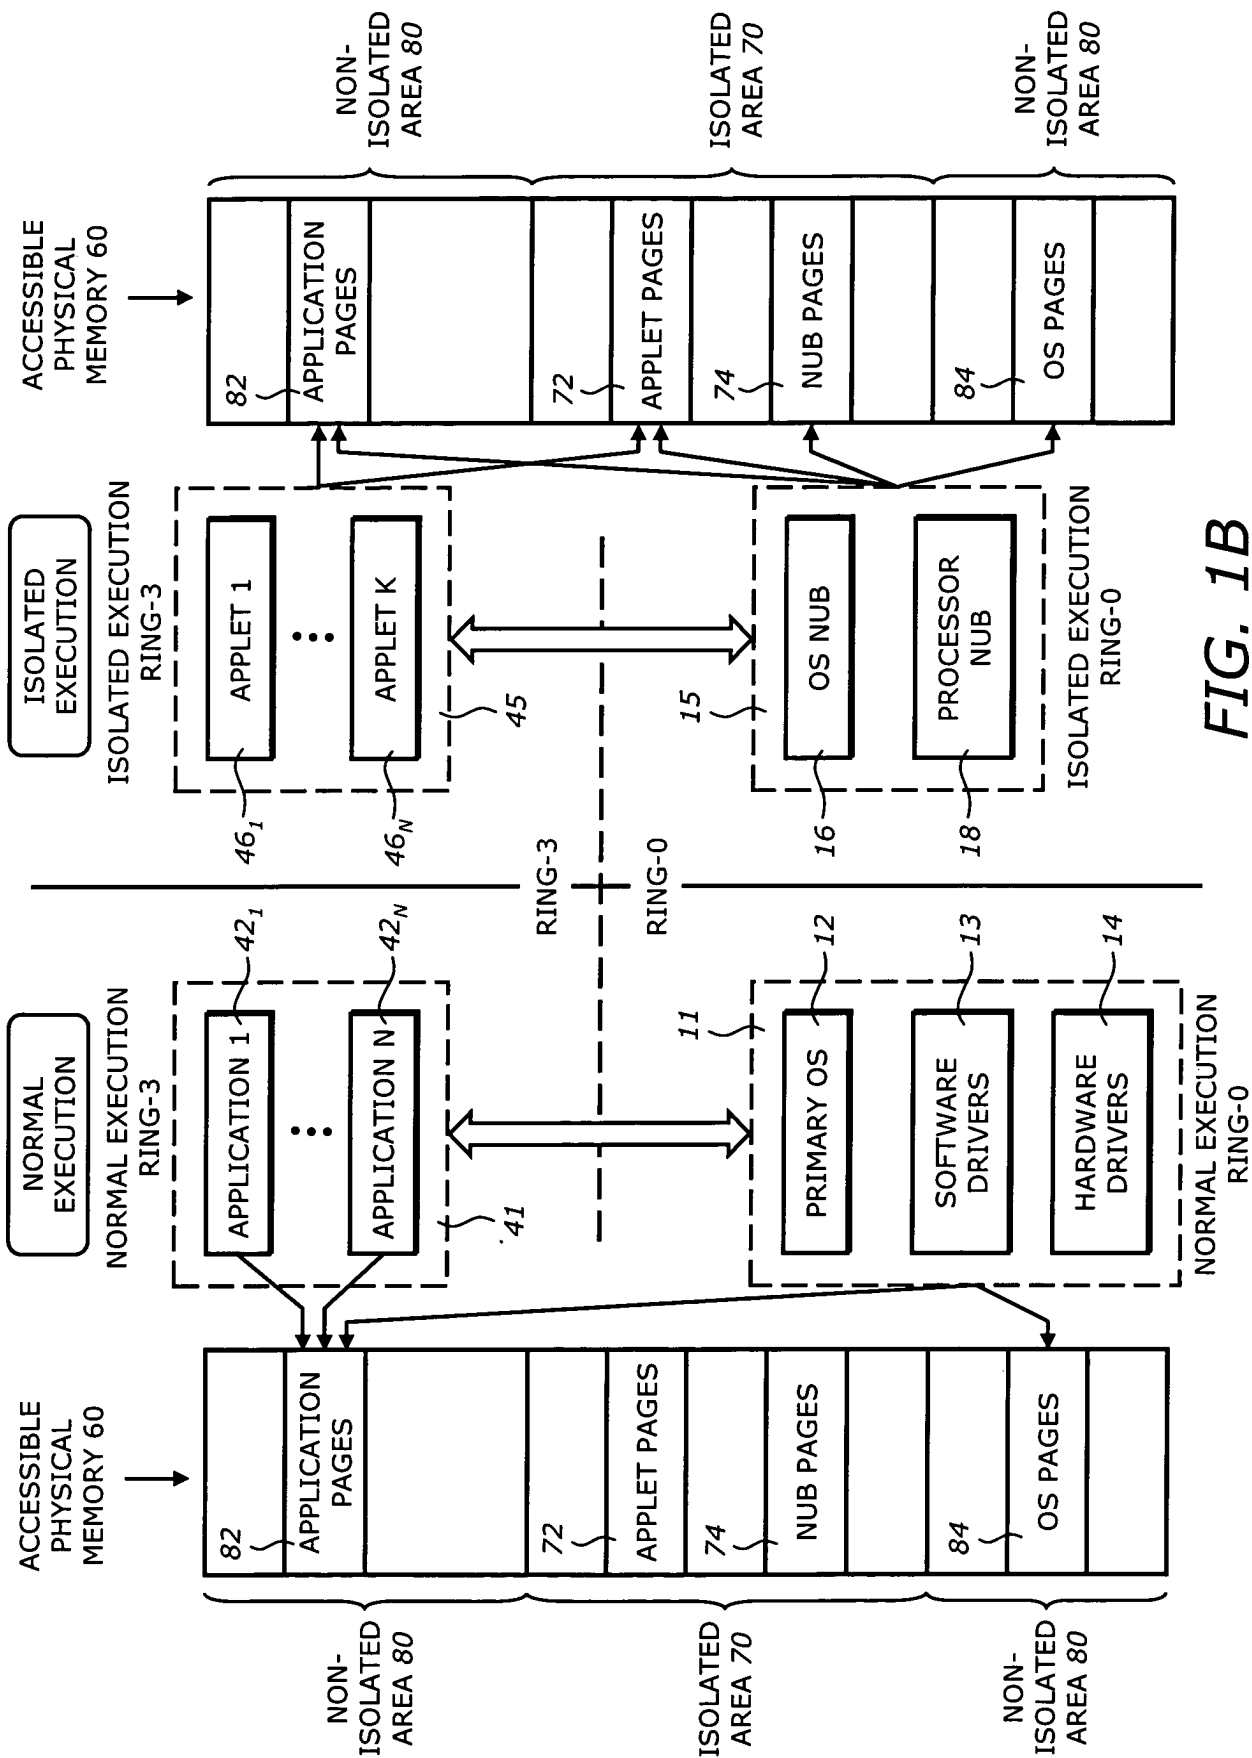 ACCESSIBLE
PHYSICAL
MEMORY 60
NORMAL
EXECUTION
NORMAL EXECUTION
RING-3
ISOLATED
EXECUTION
ISOLATED EXECUTION
RING-3
ACCESSIBLE
PHYSICAL
MEMORY 60
NON-
ISOLATED
AREA 80
82
APPLICATION
PAGES
APPLICATION 1
42₁
APPLICATION N
42N
41
46₁
APPLET 1
46N
APPLET K
45
82
APPLICATION
PAGES
NON-
ISOLATED
AREA 80
RING-3
RING-0
ISOLATED
AREA 70
72
APPLET PAGES
74
NUB PAGES
72
APPLET PAGES
74
NUB PAGES
ISOLATED
AREA 70
11
PRIMARY OS
12
SOFTWARE
DRIVERS
13
HARDWARE
DRIVERS
14
NORMAL EXECUTION
RING-0
15
16
OS NUB
18
PROCESSOR
NUB
ISOLATED EXECUTION
RING-0
NON-
ISOLATED
AREA 80
84
OS PAGES
84
OS PAGES
NON-
ISOLATED
AREA 80
FIG. 1B